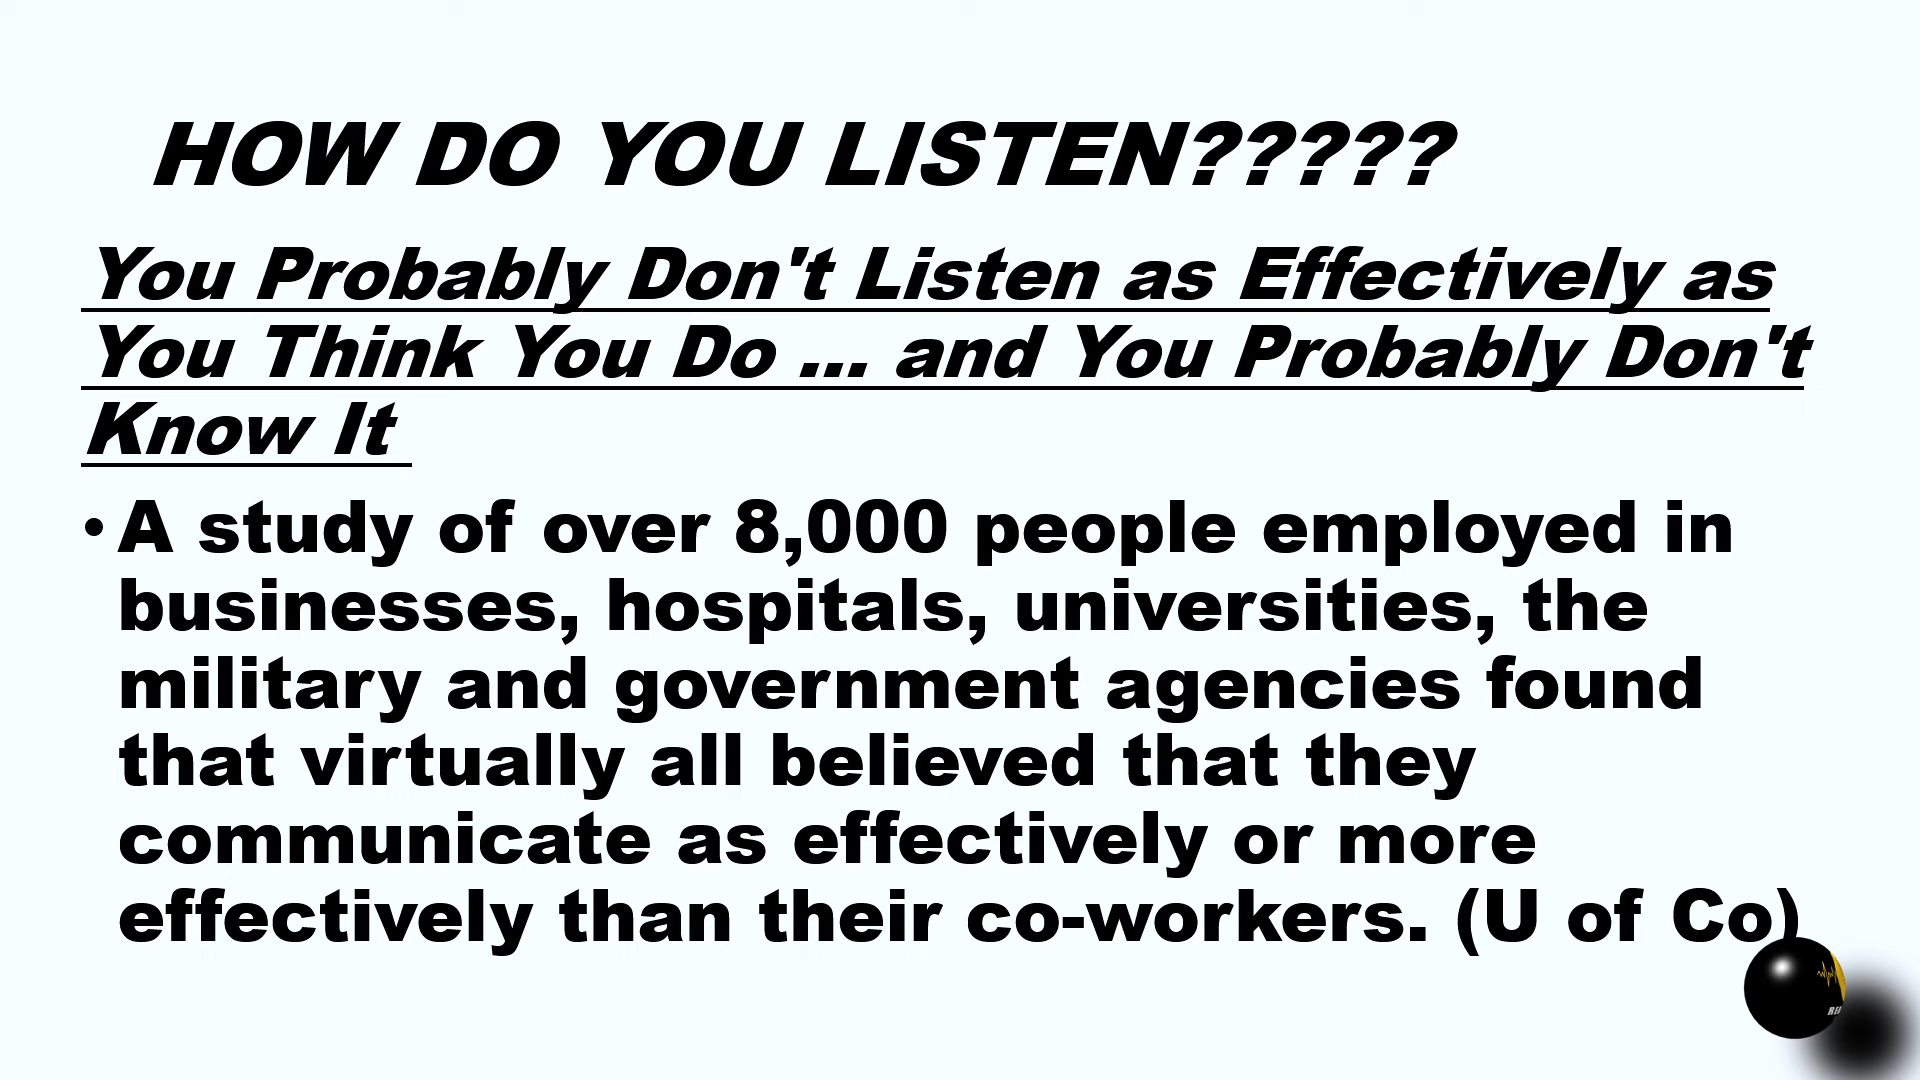 HOW DO YOU LISTEN?????
You Probably Don't Listen as Effectively as
You Think You Do ... and You Probably Don't
Know It
• A study of over 8,000 people employed in
businesses, hospitals, universities, the
military and government agencies found
that virtually all believed that they
communicate as effectively or more
effectively than their co-workers. (U of Co)